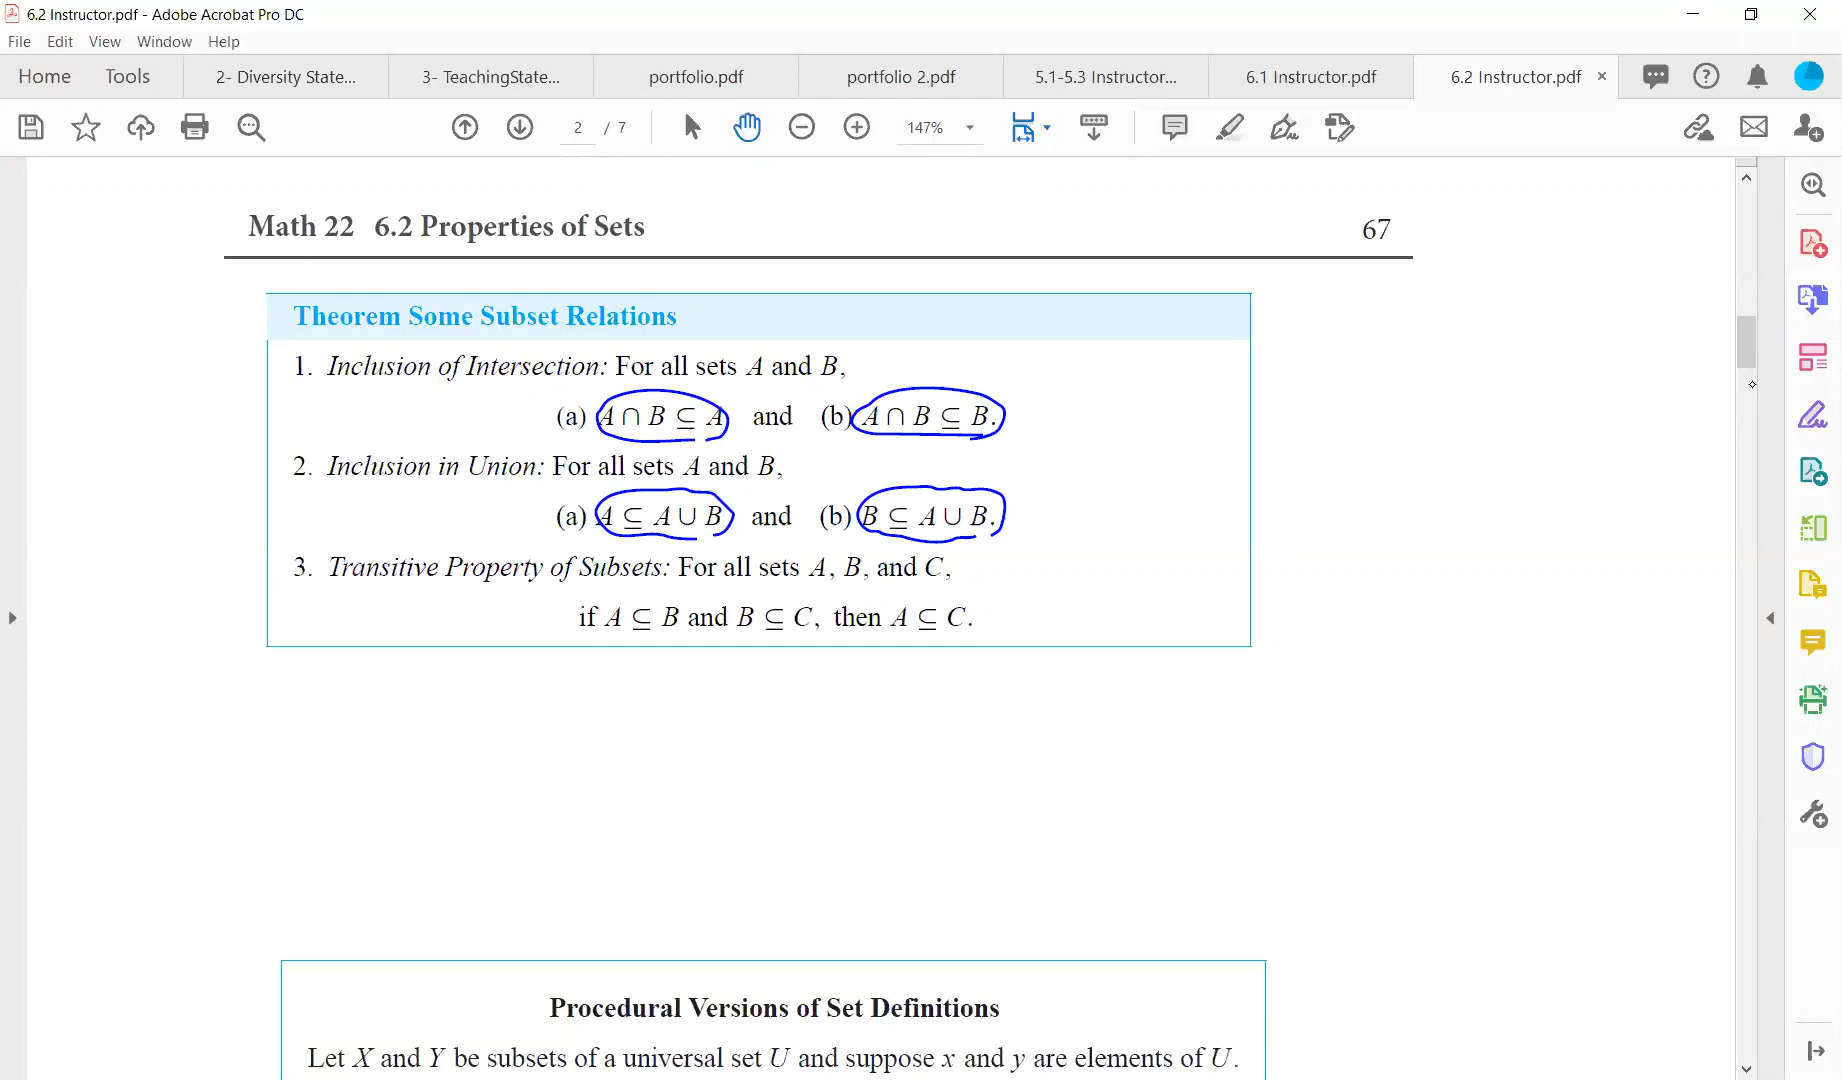 6.2 Instructor.pdf - Adobe Acrobat Pro DC
File Edit View Window Help
Home Tools 2- Diversity State... 3- TeachingState... portfolio.pdf portfolio 2.pdf 5.1-5.3 Instructor... 6.1 Instructor.pdf 6.2 Instructor.pdf ×
2 / 7 147%
Math 22 6.2 Properties of Sets 67
Theorem Some Subset Relations
1. Inclusion of Intersection: For all sets A and B,
(a) A ∩ B ⊆ A and (b) A ∩ B ⊆ B.
2. Inclusion in Union: For all sets A and B,
(a) A ⊆ A ∪ B and (b) B ⊆ A ∪ B.
3. Transitive Property of Subsets: For all sets A, B, and C,
if A ⊆ B and B ⊆ C, then A ⊆ C.
Procedural Versions of Set Definitions
Let X and Y be subsets of a universal set U and suppose x and y are elements of U.